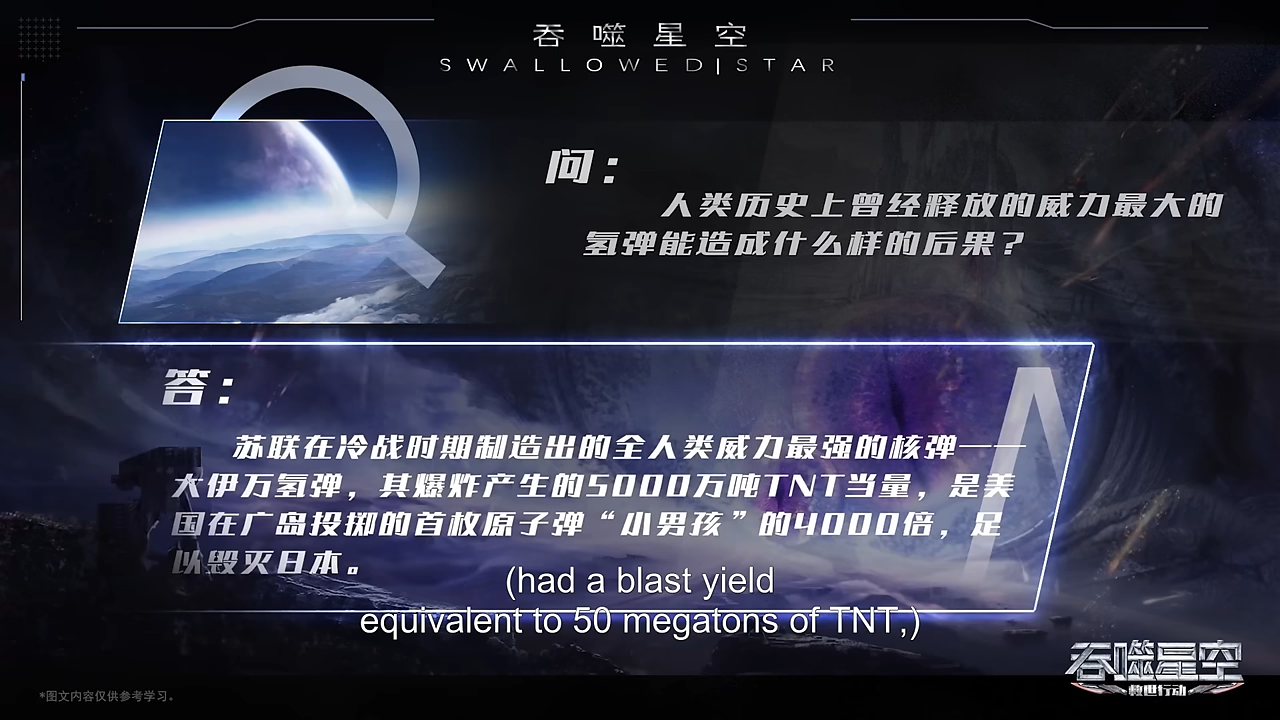 吞噬星空
SWALLOWED|STAR
问：
人类历史上曾经释放的威力最大的
氢弹能造成什么样的后果？
答：
苏联在冷战时期制造出的全人类威力最强的核弹——
大伊万氢弹，其爆炸产生的5000万吨TNT当量，是美
国在广岛投掷的首枚原子弹“小男孩”的4000倍，足
以毁灭日本。
(had a blast yield
equivalent to 50 megatons of TNT,)
吞噬星空
救世行动
*图文内容仅供参考学习。